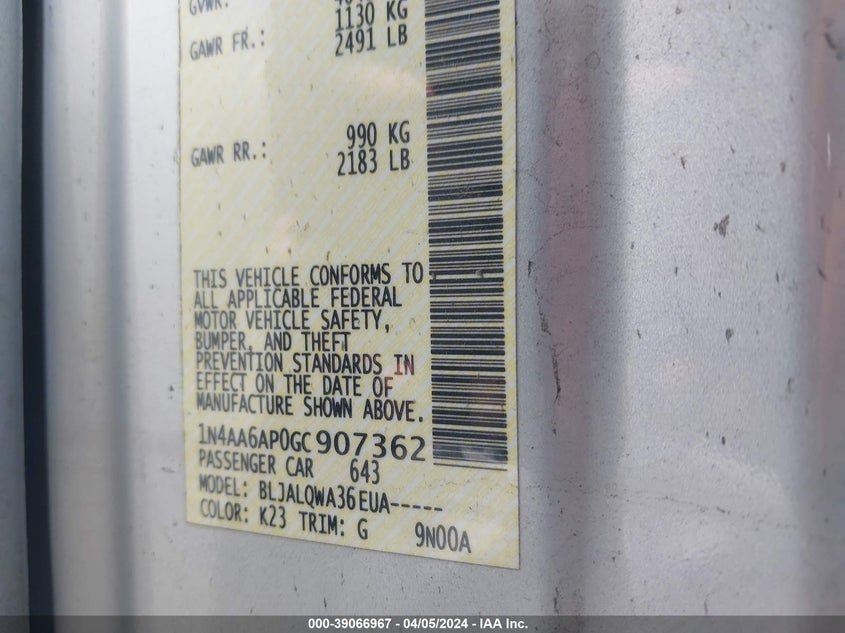 GVWR:
1130 KG
GAWR FR.: 2491 LB
990 KG
GAWR RR.: 2183 LB
THIS VEHICLE CONFORMS TO
ALL APPLICABLE FEDERAL
MOTOR VEHICLE SAFETY,
BUMPER, AND THEFT
PREVENTION STANDARDS IN
EFFECT ON THE DATE OF
MANUFACTURE SHOWN ABOVE.
1N4AA6AP0GC907362
PASSENGER CAR 643
MODEL: BLJALQWA36EUA-----
COLOR: K23 TRIM: G 9N00A
000-39066967 - 04/05/2024 - IAA Inc.